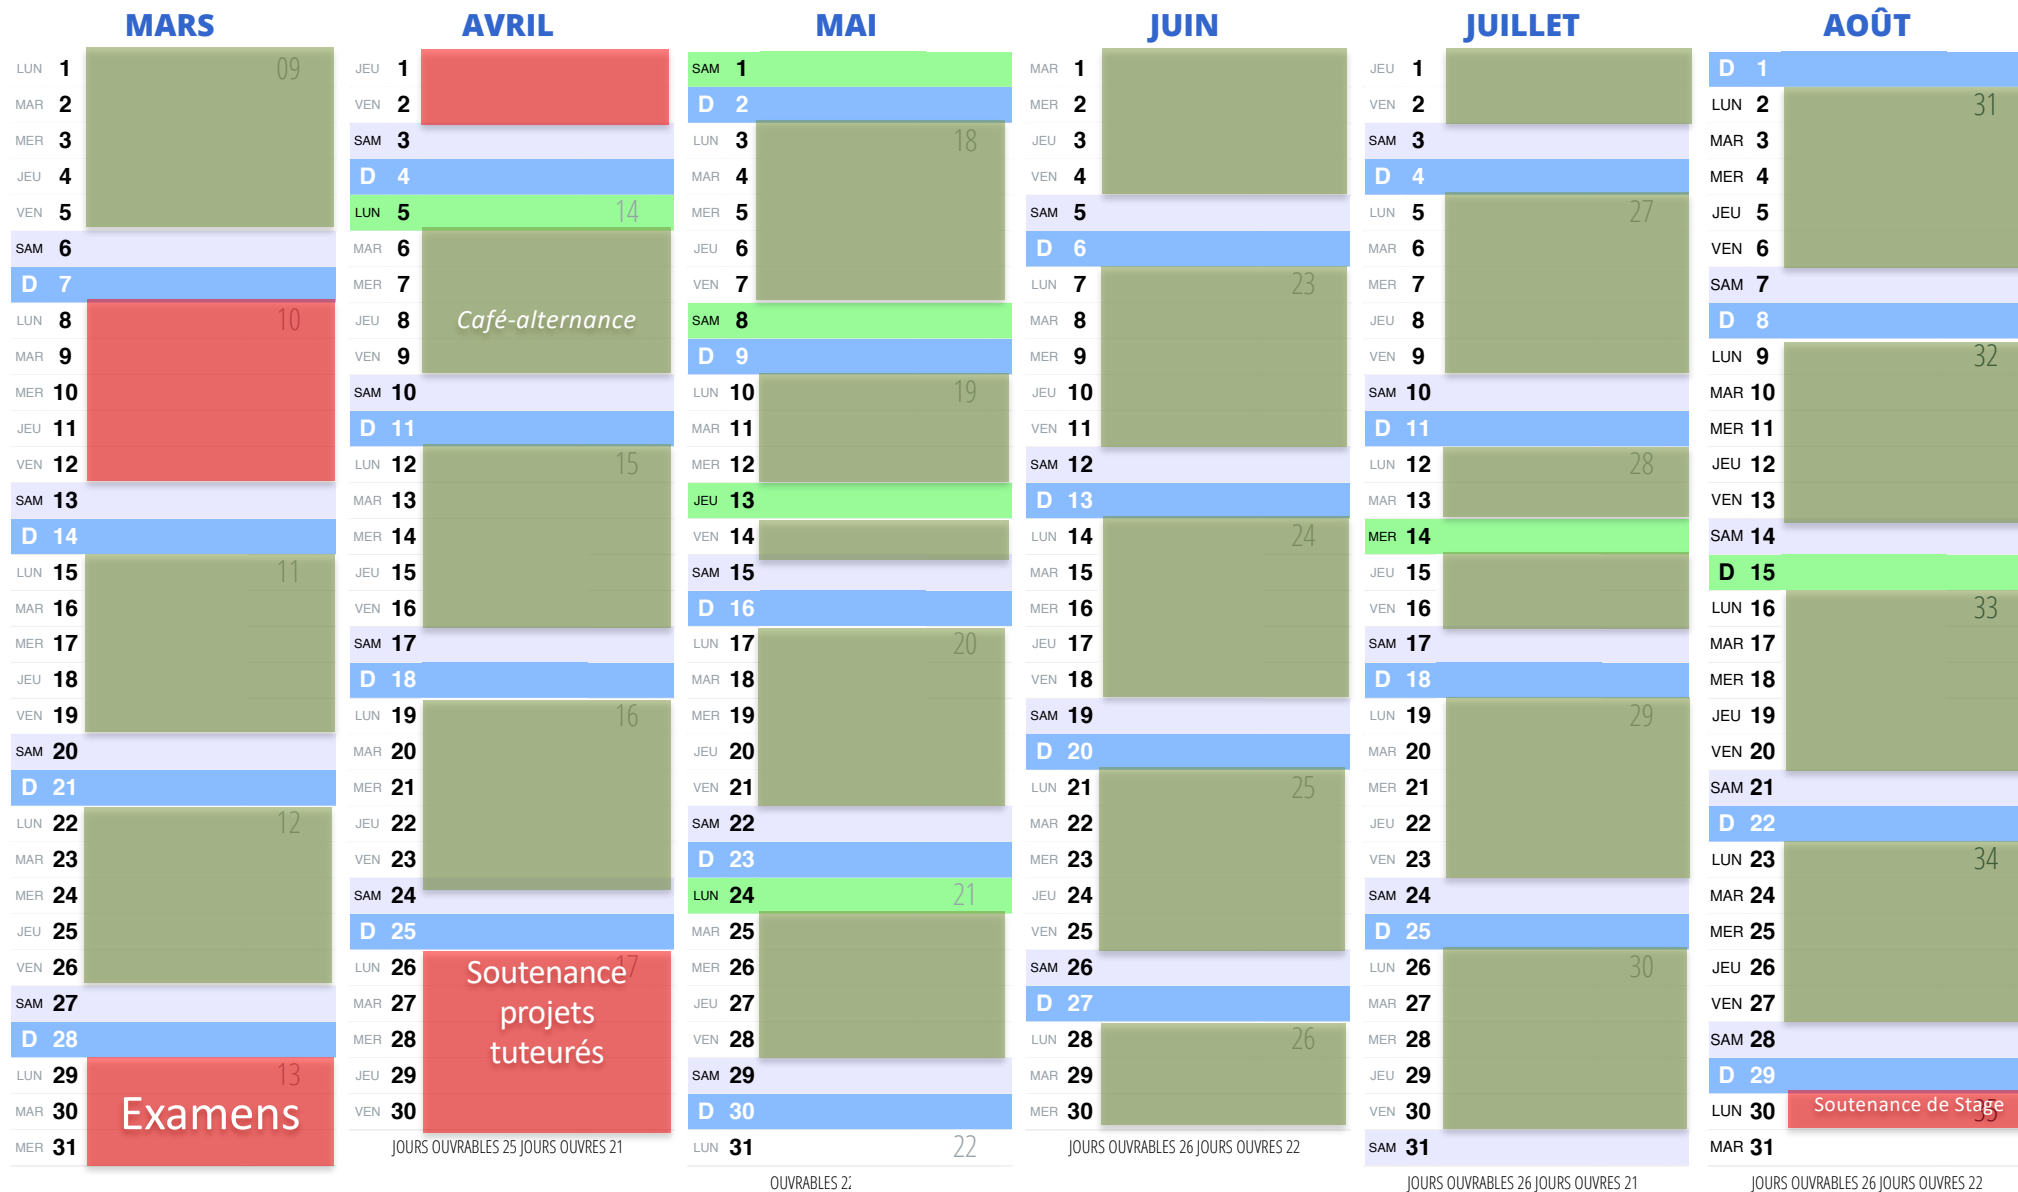 MARS
LUN 1 09
MAR 2
MER 3
JEU 4
VEN 5
SAM 6
D 7
LUN 8 10
MAR 9
MER 10
JEU 11
VEN 12
SAM 13
D 14
LUN 15 11
MAR 16
MER 17
JEU 18
VEN 19
SAM 20
D 21
LUN 22 12
MAR 23
MER 24
JEU 25
VEN 26
SAM 27
D 28
LUN 29 13
MAR 30
Examens
MER 31
AVRIL
JEU 1
VEN 2
SAM 3
D 4
LUN 5 14
MAR 6
MER 7
JEU 8 Café-alternance
VEN 9
SAM 10
D 11
LUN 12 15
MAR 13
MER 14
JEU 15
VEN 16
SAM 17
D 18
LUN 19 16
MAR 20
MER 21
JEU 22
VEN 23
SAM 24
D 25
LUN 26 17
Soutenance
MAR 27
projets
MER 28
tuteurés
JEU 29
VEN 30
JOURS OUVRABLES 25 JOURS OUVRES 21
MAI
SAM 1
D 2
LUN 3 18
MAR 4
MER 5
JEU 6
VEN 7
SAM 8
D 9
LUN 10 19
MAR 11
MER 12
JEU 13
VEN 14
SAM 15
D 16
LUN 17 20
MAR 18
MER 19
JEU 20
VEN 21
SAM 22
D 23
LUN 24 21
MAR 25
MER 26
JEU 27
VEN 28
SAM 29
D 30
LUN 31 22
OUVRABLES 22
JUIN
MAR 1
MER 2
JEU 3
VEN 4
SAM 5
D 6
LUN 7 23
MAR 8
MER 9
JEU 10
VEN 11
SAM 12
D 13
LUN 14 24
MAR 15
MER 16
JEU 17
VEN 18
SAM 19
D 20
LUN 21 25
MAR 22
MER 23
JEU 24
VEN 25
SAM 26
D 27
LUN 28 26
MAR 29
MER 30
JOURS OUVRABLES 26 JOURS OUVRES 22
JUILLET
JEU 1
VEN 2
SAM 3
D 4
LUN 5 27
MAR 6
MER 7
JEU 8
VEN 9
SAM 10
D 11
LUN 12 28
MAR 13
MER 14
JEU 15
VEN 16
SAM 17
D 18
LUN 19 29
MAR 20
MER 21
JEU 22
VEN 23
SAM 24
D 25
LUN 26 30
MAR 27
MER 28
JEU 29
VEN 30
SAM 31
JOURS OUVRABLES 26 JOURS OUVRES 21
AOÛT
D 1
LUN 2 31
MAR 3
MER 4
JEU 5
VEN 6
SAM 7
D 8
LUN 9 32
MAR 10
MER 11
JEU 12
VEN 13
SAM 14
D 15
LUN 16 33
MAR 17
MER 18
JEU 19
VEN 20
SAM 21
D 22
LUN 23 34
MAR 24
MER 25
JEU 26
VEN 27
SAM 28
D 29
LUN 30 35
Soutenance de Stage
MAR 31
JOURS OUVRABLES 26 JOURS OUVRES 22